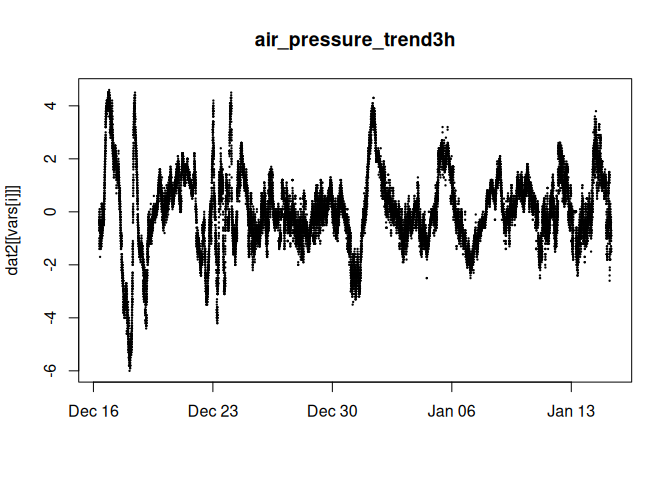 air_pressure_trend3h
dat2[[vars[i]]]
4
2
0
-2
-4
-6
Dec 16 Dec 23 Dec 30 Jan 06 Jan 13